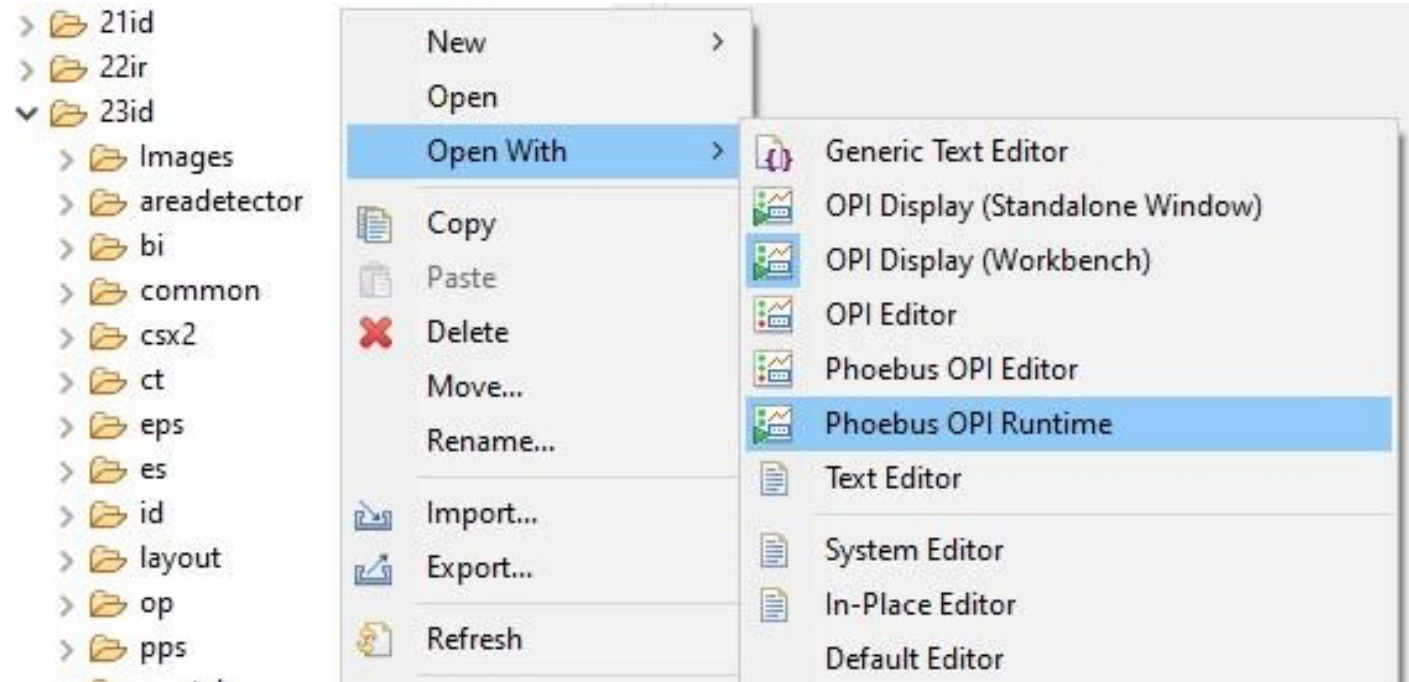 21id
22ir
23id
Images
areadetector
bi
common
csx2
ct
eps
es
id
layout
op
pps
New
Open
Open With
Copy
Paste
Delete
Move...
Rename...
Import...
Export...
Refresh
Generic Text Editor
OPI Display (Standalone Window)
OPI Display (Workbench)
OPI Editor
Phoebus OPI Editor
Phoebus OPI Runtime
Text Editor
System Editor
In-Place Editor
Default Editor